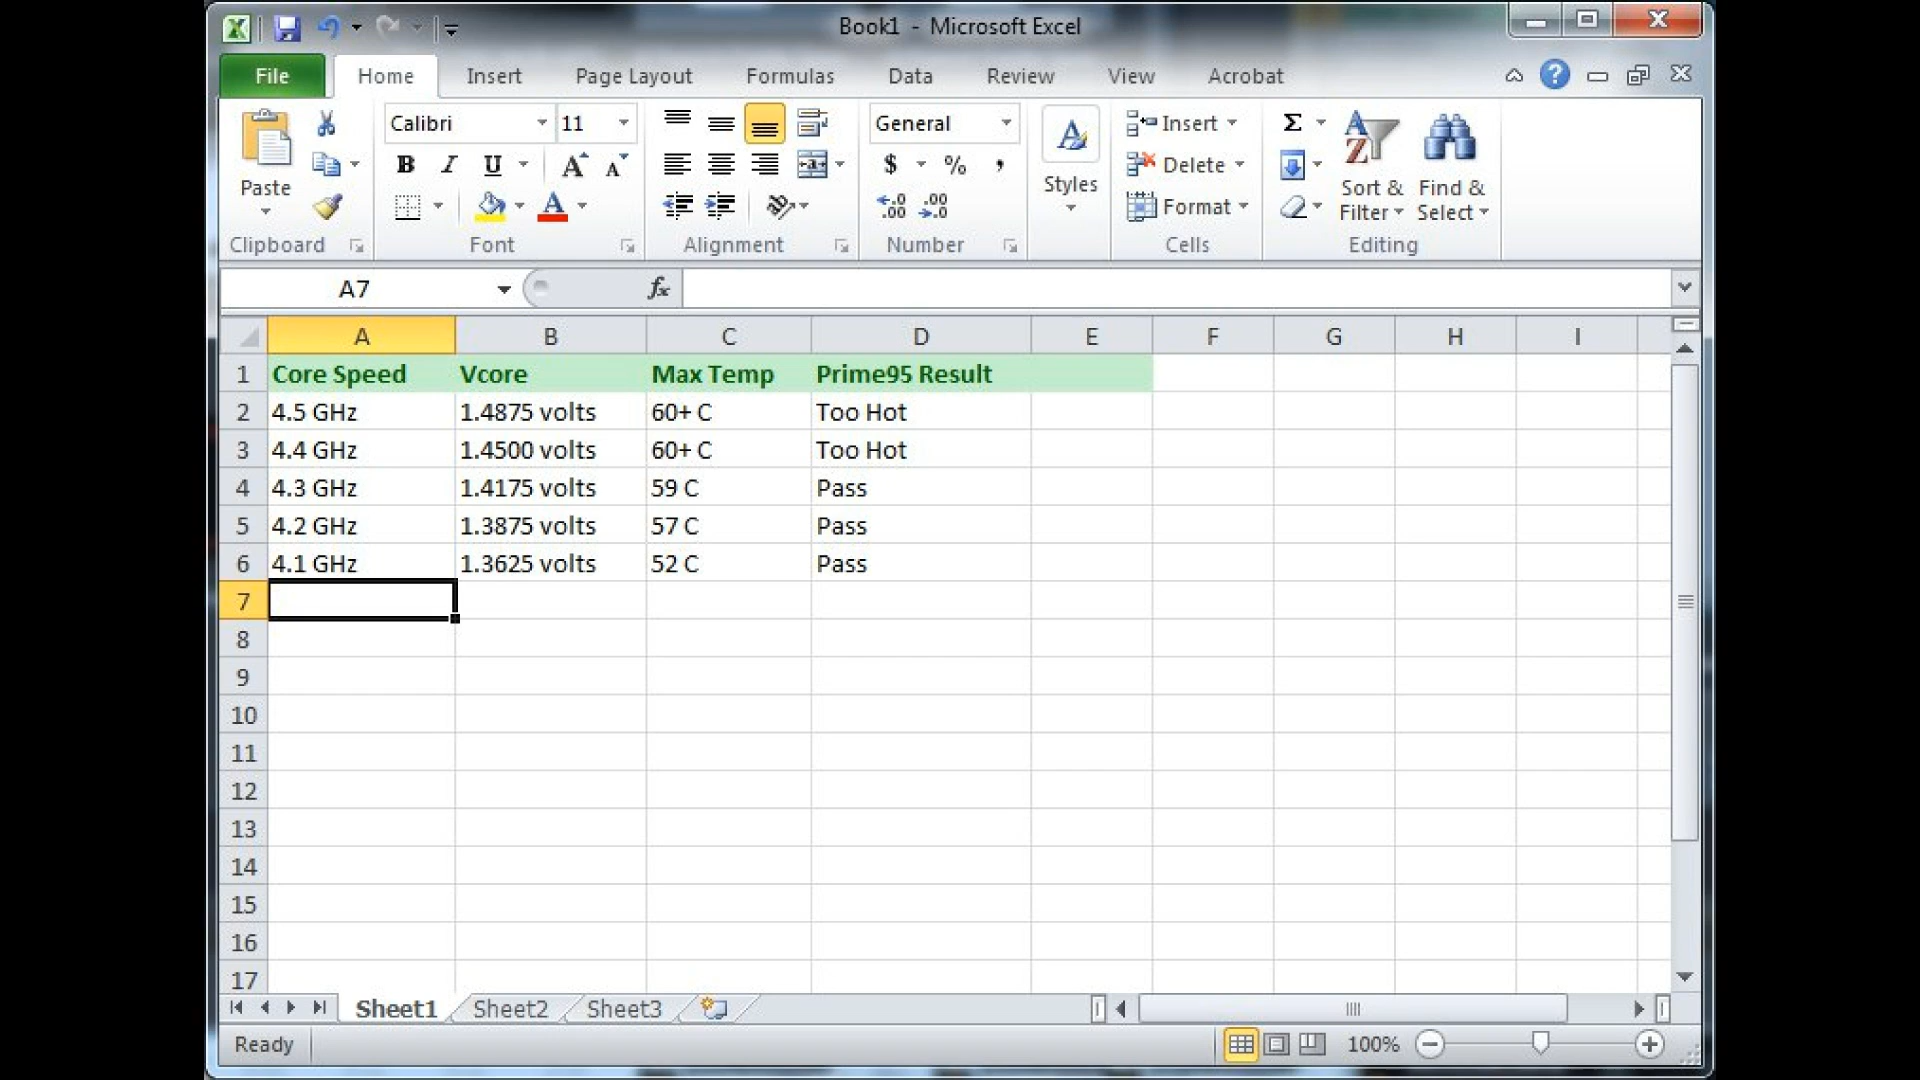 Book1 - Microsoft Excel
File Home Insert Page Layout Formulas Data Review View Acrobat
Paste
Clipboard
Calibri 11
B I U A A
A
Font
Alignment
General
$ % ,
.0 .00 .00 .0
Number
Styles
Insert
Delete
Format
Cells
Σ
Sort & Filter
Find & Select
Editing
A7 fx
A B C D E F G H I
1 Core Speed Vcore Max Temp Prime95 Result
2 4.5 GHz 1.4875 volts 60+ C Too Hot
3 4.4 GHz 1.4500 volts 60+ C Too Hot
4 4.3 GHz 1.4175 volts 59 C Pass
5 4.2 GHz 1.3875 volts 57 C Pass
6 4.1 GHz 1.3625 volts 52 C Pass
7
8
9
10
11
12
13
14
15
16
17
Sheet1 Sheet2 Sheet3
Ready 100%